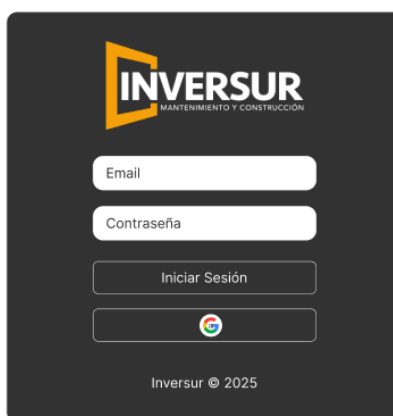 INVERSUR
MANTENIMIENTO Y CONSTRUCCIÓN
Email
Contraseña
Iniciar Sesión
Inversur © 2025